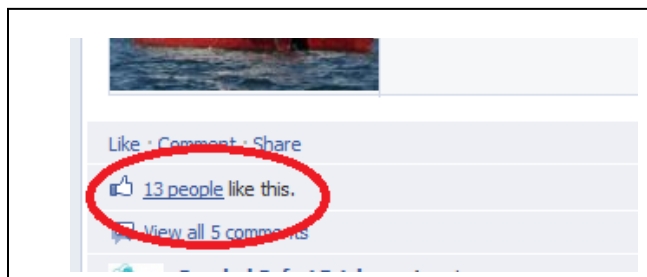 Like · Comment · Share
13 people like this.
View all 5 comments